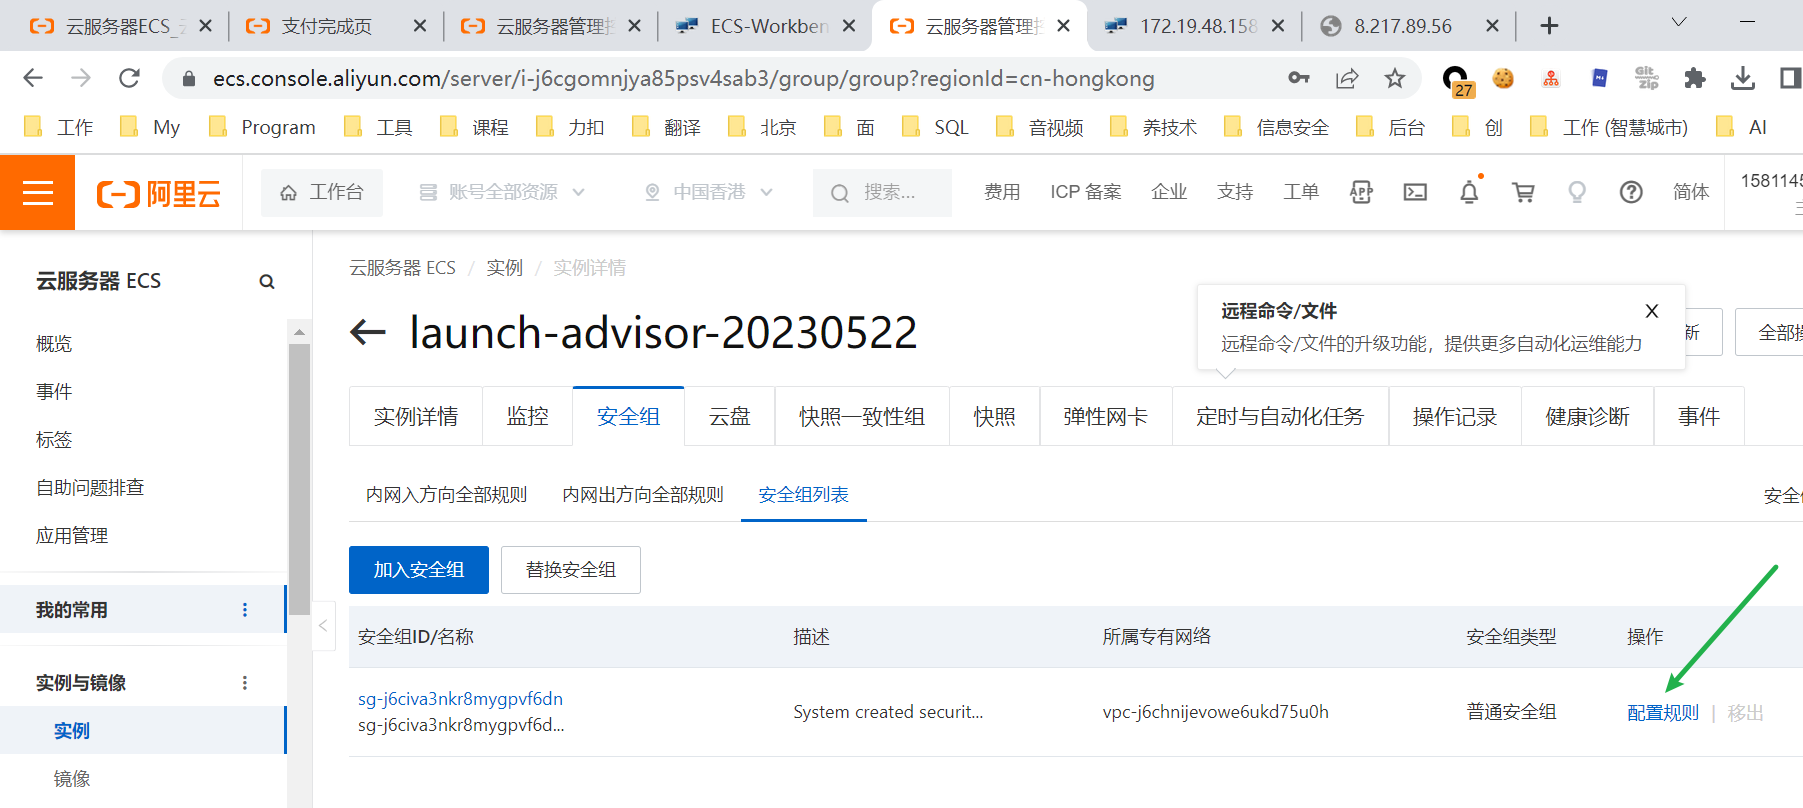 云服务器ECS_
支付完成页
云服务器管理控
ECS-Workben
云服务器管理控
172.19.48.158
8.217.89.56
ecs.console.aliyun.com/server/i-j6cgomnjya85psv4sab3/group/group?regionId=cn-hongkong
27
Git Zip
工作
My
Program
工具
课程
力扣
翻译
北京
面
SQL
音视频
养技术
信息安全
后台
创
工作 (智慧城市)
AI
阿里云
工作台
账号全部资源
中国香港
搜索...
费用
ICP 备案
企业
支持
工单
APP
简体
1581145
云服务器 ECS
概览
事件
标签
自助问题排查
应用管理
我的常用
实例与镜像
实例
镜像
云服务器 ECS / 实例 / 实例详情
launch-advisor-20230522
远程命令/文件
远程命令/文件的升级功能，提供更多自动化运维能力
新
全部操
实例详情
监控
安全组
云盘
快照一致性组
快照
弹性网卡
定时与自动化任务
操作记录
健康诊断
事件
内网入方向全部规则
内网出方向全部规则
安全组列表
安全
加入安全组
替换安全组
安全组ID/名称
描述
所属专有网络
安全组类型
操作
sg-j6civa3nkr8mygpvf6dn
sg-j6civa3nkr8mygpvf6d...
System created securit...
vpc-j6chnijevowe6ukd75u0h
普通安全组
配置规则 | 移出